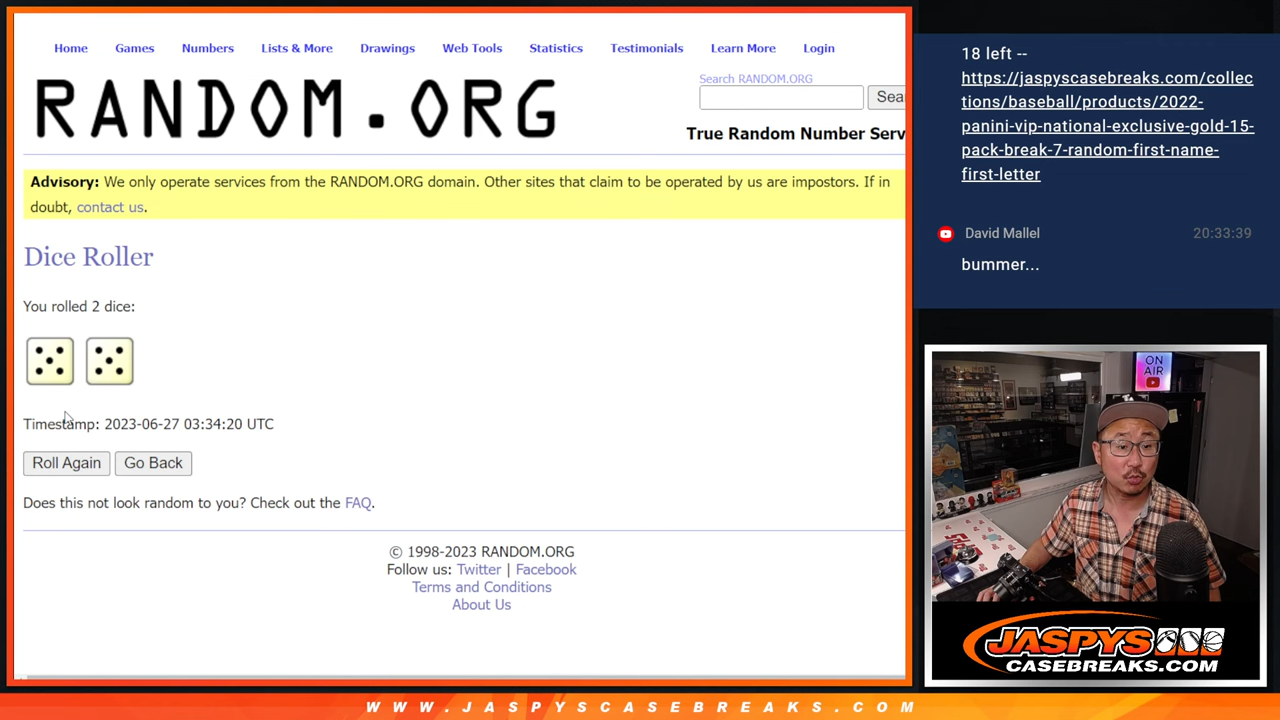 Home Games Numbers Lists & More Drawings Web Tools Statistics Testimonials Learn More Login
RANDOM.ORG
Search RANDOM.ORG
Sea
True Random Number Serv
Advisory: We only operate services from the RANDOM.ORG domain. Other sites that claim to be operated by us are impostors. If in
doubt, contact us.
Dice Roller
You rolled 2 dice:
Timestamp: 2023-06-27 03:34:20 UTC
Roll Again Go Back
Does this not look random to you? Check out the FAQ.
© 1998-2023 RANDOM.ORG
Follow us: Twitter | Facebook
Terms and Conditions
About Us
18 left --
https://jaspyscasebreaks.com/collec
tions/baseball/products/2022-
panini-vip-national-exclusive-gold-15-
pack-break-7-random-first-name-
first-letter
David Mallel 20:33:39
bummer...
ON
AIR
JASPYS
CASEBREAKS.COM
WWW.JASPYSCASEBREAKS.COM